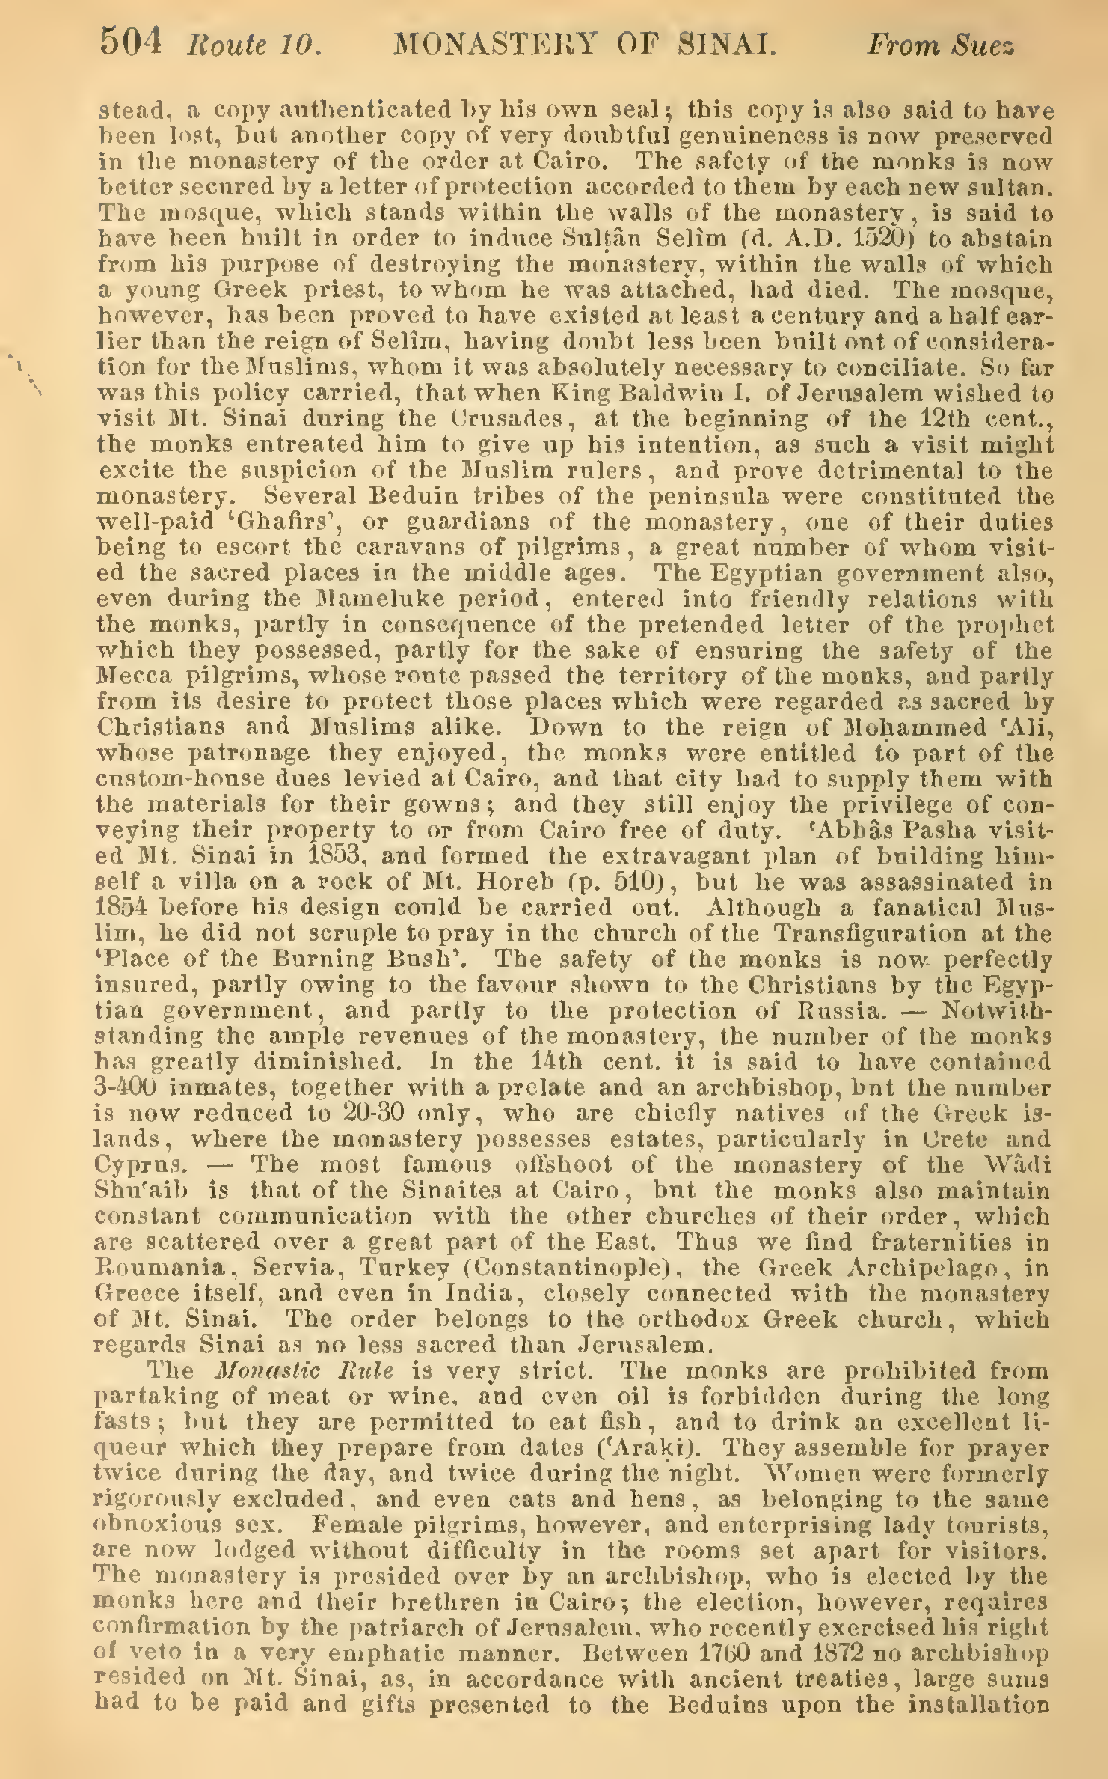 504 Route 10. MONASTERY OF SINAI. From Suez
stead, a copy authenticated by his own seal; this copy is also said to have
been lost, but another copy of very doubtful genuineness is now preserved
in the monastery of the order at Cairo. The safety of the monks is now
better secured by a letter of protection accorded to them by each new sultan.
The mosque, which stands within the walls of the monastery, is said to
have been built in order to induce Sulṭân Selîm (d. A.D. 1520) to abstain
from his purpose of destroying the monastery, within the walls of which
a young Greek priest, to whom he was attached, had died. The mosque,
however, has been proved to have existed at least a century and a half ear-
lier than the reign of Selîm, having doubt less been built out of considera-
tion for the Muslims, whom it was absolutely necessary to conciliate. So far
was this policy carried, that when King Baldwin I. of Jerusalem wished to
visit Mt. Sinai during the Crusades, at the beginning of the 12th cent.,
the monks entreated him to give up his intention, as such a visit might
excite the suspicion of the Muslim rulers, and prove detrimental to the
monastery. Several Beduin tribes of the peninsula were constituted the
well-paid ‘Ghafirs’, or guardians of the monastery, one of their duties
being to escort the caravans of pilgrims, a great number of whom visit-
ed the sacred places in the middle ages. The Egyptian government also,
even during the Mameluke period, entered into friendly relations with
the monks, partly in consequence of the pretended letter of the prophet
which they possessed, partly for the sake of ensuring the safety of the
Mecca pilgrims, whose route passed the territory of the monks, and partly
from its desire to protect those places which were regarded as sacred by
Christians and Muslims alike. Down to the reign of Moḥammed ʿAli,
whose patronage they enjoyed, the monks were entitled to part of the
custom-house dues levied at Cairo, and that city had to supply them with
the materials for their gowns; and they still enjoy the privilege of con-
veying their property to or from Cairo free of duty. ʿAbbâs Pasha visit-
ed Mt. Sinai in 1853, and formed the extravagant plan of building him-
self a villa on a rock of Mt. Horeb (p. 510), but he was assassinated in
1854 before his design could be carried out. Although a fanatical Mus-
lim, he did not scruple to pray in the church of the Transfiguration at the
‘Place of the Burning Bush’. The safety of the monks is now perfectly
insured, partly owing to the favour shown to the Christians by the Egyp-
tian government, and partly to the protection of Russia. — Notwith-
standing the ample revenues of the monastery, the number of the monks
has greatly diminished. In the 14th cent. it is said to have contained
3-400 inmates, together with a prelate and an archbishop, but the number
is now reduced to 20-30 only, who are chiefly natives of the Greek is-
lands, where the monastery possesses estates, particularly in Crete and
Cyprus. — The most famous offshoot of the monastery of the Wâdi
Shuʿaib is that of the Sinaites at Cairo, but the monks also maintain
constant communication with the other churches of their order, which
are scattered over a great part of the East. Thus we find fraternities in
Roumania, Servia, Turkey (Constantinople), the Greek Archipelago, in
Greece itself, and even in India, closely connected with the monastery
of Mt. Sinai. The order belongs to the orthodox Greek church, which
regards Sinai as no less sacred than Jerusalem.
The Monastic Rule is very strict. The monks are prohibited from
partaking of meat or wine, and even oil is forbidden during the long
fasts; but they are permitted to eat fish, and to drink an excellent li-
queur which they prepare from dates (ʿAraḳi). They assemble for prayer
twice during the day, and twice during the night. Women were formerly
rigorously excluded, and even cats and hens, as belonging to the same
obnoxious sex. Female pilgrims, however, and enterprising lady tourists,
are now lodged without difficulty in the rooms set apart for visitors.
The monastery is presided over by an archbishop, who is elected by the
monks here and their brethren in Cairo; the election, however, requires
confirmation by the patriarch of Jerusalem, who recently exercised his right
of veto in a very emphatic manner. Between 1760 and 1872 no archbishop
resided on Mt. Sinai, as, in accordance with ancient treaties, large sums
had to be paid and gifts presented to the Beduins upon the installation